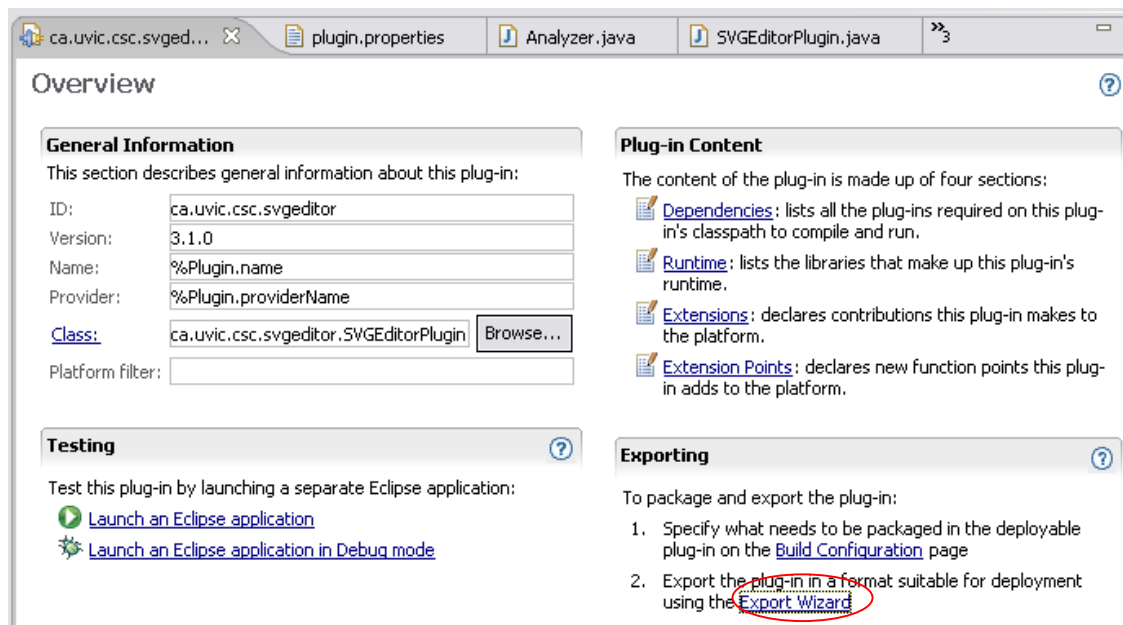 ca.uvic.csc.svged...
plugin.properties
Analyzer.java
SVGEditorPlugin.java
»3
Overview
General Information
This section describes general information about this plug-in:
ID:
ca.uvic.csc.svgeditor
Version:
3.1.0
Name:
%Plugin.name
Provider:
%Plugin.providerName
Class:
ca.uvic.csc.svgeditor.SVGEditorPlugin
Browse...
Platform filter:
Testing
Test this plug-in by launching a separate Eclipse application:
Launch an Eclipse application
Launch an Eclipse application in Debug mode
Plug-in Content
The content of the plug-in is made up of four sections:
Dependencies: lists all the plug-ins required on this plug-
in's classpath to compile and run.
Runtime: lists the libraries that make up this plug-in's
runtime.
Extensions: declares contributions this plug-in makes to
the platform.
Extension Points: declares new function points this plug-
in adds to the platform.
Exporting
To package and export the plug-in:
1. Specify what needs to be packaged in the deployable
plug-in on the Build Configuration page
2. Export the plug-in in a format suitable for deployment
using the Export Wizard